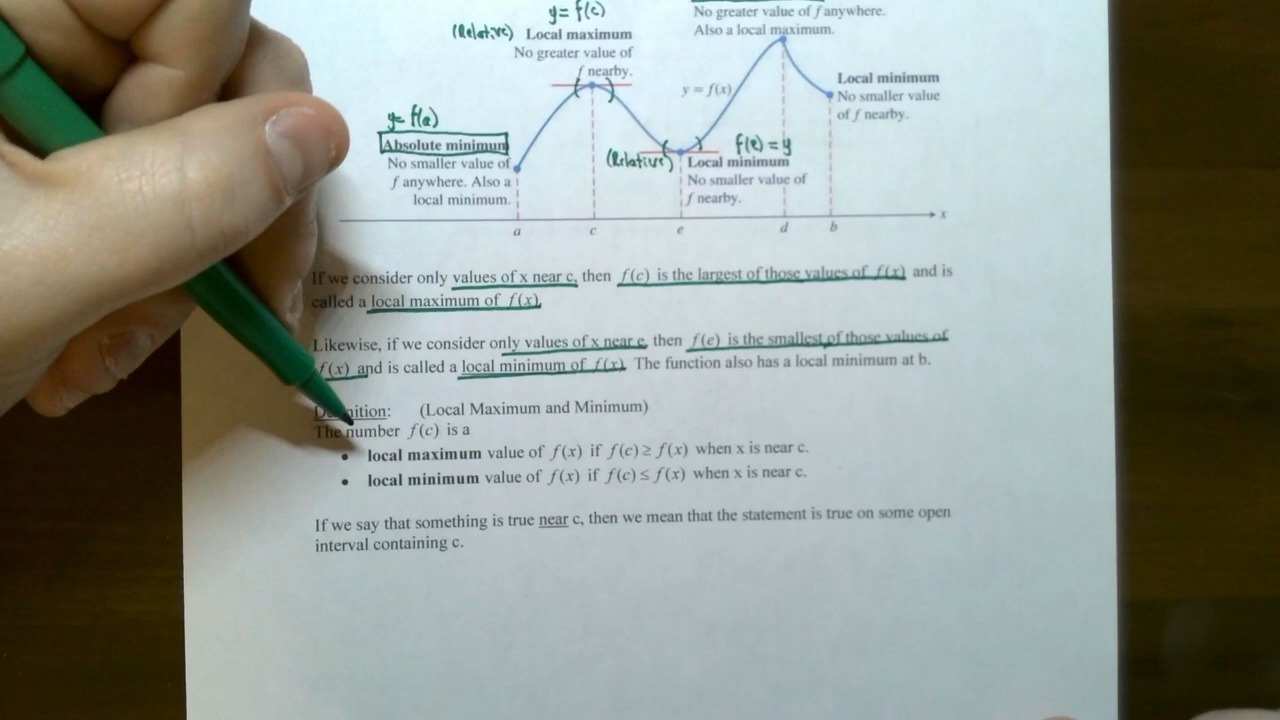 y = f(c)
(Relative) Local maximum
No greater value of
f nearby.
No greater value of f anywhere.
Also a local maximum.
y = f(x)
Local minimum
No smaller value
of f nearby.
y = f(a)
Absolute minimum
No smaller value of
f anywhere. Also a
local minimum.
f(e) = y
(Relative) Local minimum
No smaller value of
f nearby.
x
a c e d b
If we consider only values of x near c, then f(c) is the largest of those values of f(x) and is
called a local maximum of f(x).
Likewise, if we consider only values of x near e, then f(e) is the smallest of those values of
f(x) and is called a local minimum of f(x). The function also has a local minimum at b.
Definition: (Local Maximum and Minimum)
The number f(c) is a
• local maximum value of f(x) if f(c) ≥ f(x) when x is near c.
• local minimum value of f(x) if f(c) ≤ f(x) when x is near c.
If we say that something is true near c, then we mean that the statement is true on some open
interval containing c.